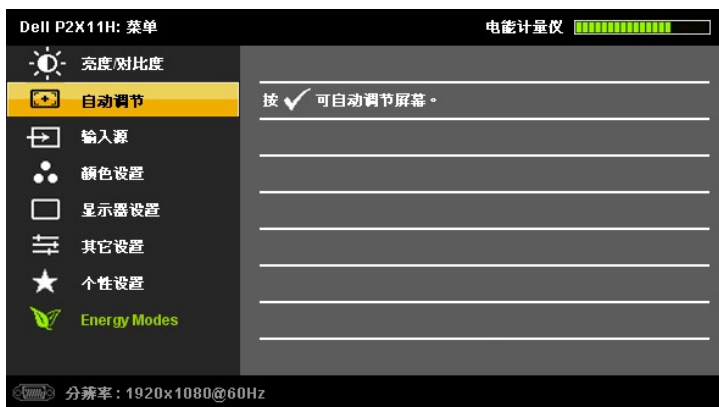 Dell P2X11H: 菜单
电能计量仪
亮度/对比度
自动调节
按 ✓ 可自动调节屏幕。
输入源
颜色设置
显示器设置
其它设置
个性设置
Energy Modes
分辨率: 1920x1080@60Hz